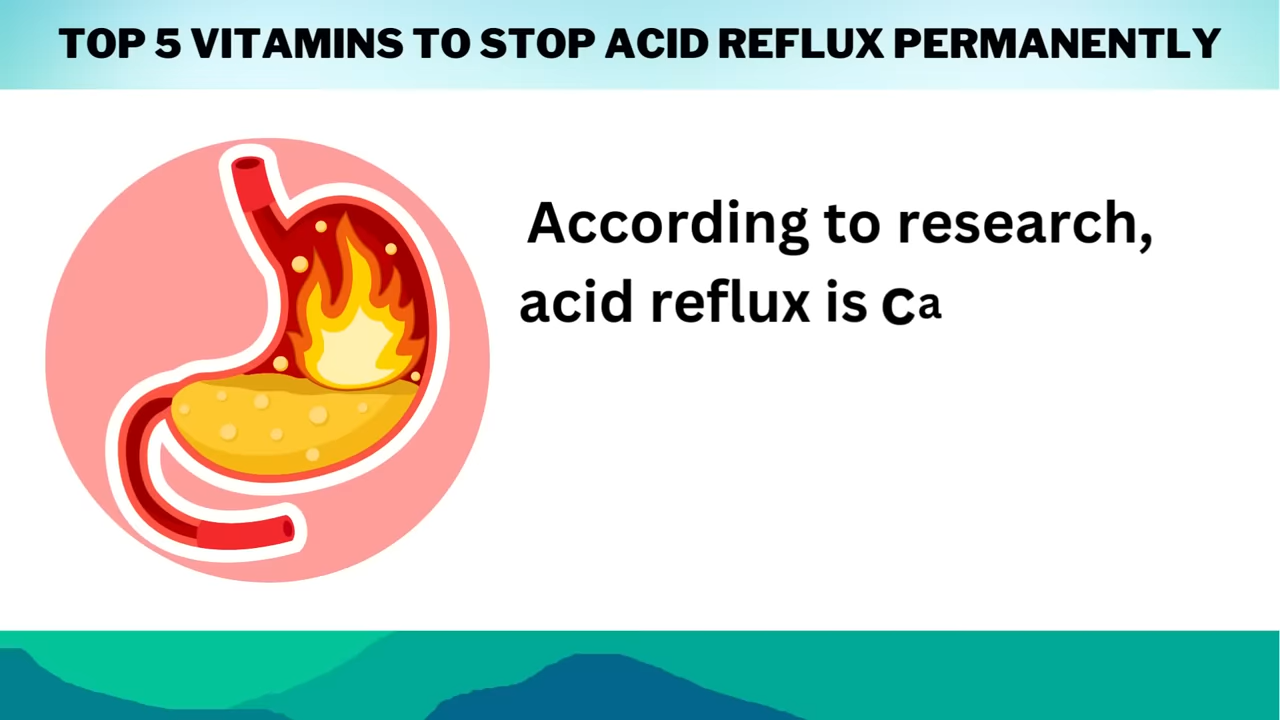 TOP 5 VITAMINS TO STOP ACID REFLUX PERMANENTLY
According to research,
acid reflux is ca